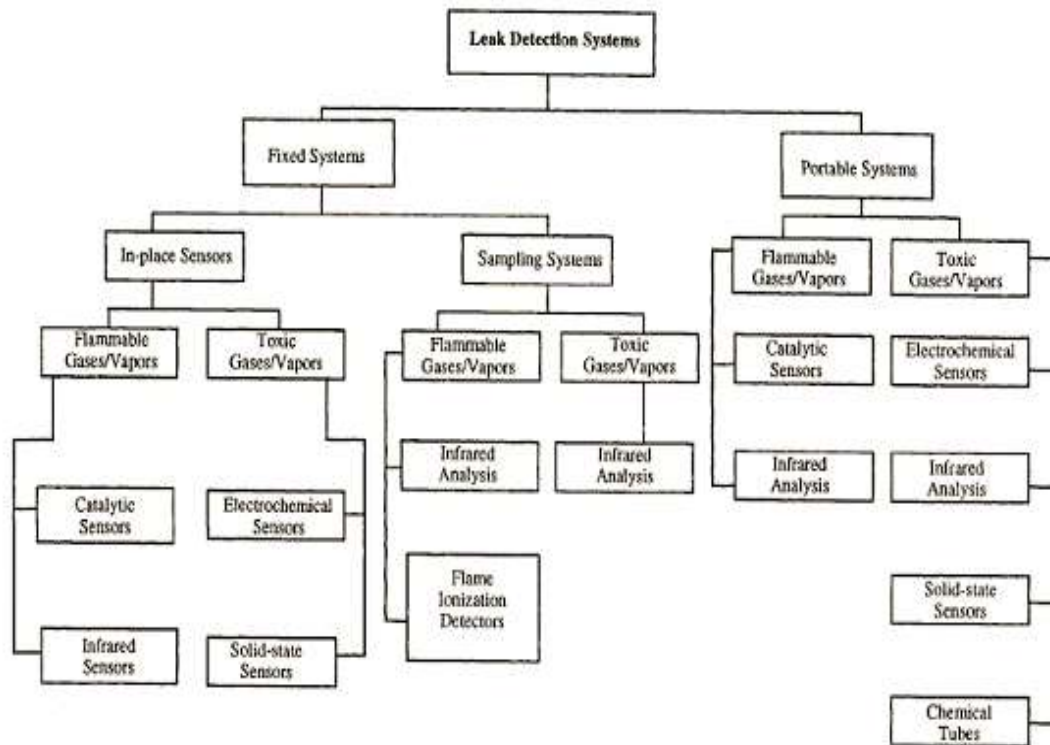 Leak Detection Systems
Fixed Systems
Portable Systems
In-place Sensors
Sampling Systems
Flammable
Gases/Vapors
Toxic
Gases/Vapors
Flammable
Gases/Vapors
Toxic
Gases/Vapors
Flammable
Gases/Vapors
Toxic
Gases/Vapors
Catalytic
Sensors
Electrochemical
Sensors
Infrared
Analysis
Infrared
Analysis
Infrared
Analysis
Infrared
Analysis
Catalytic
Sensors
Electrochemical
Sensors
Flame
Ionization
Detectors
Solid-state
Sensors
Infrared
Sensors
Solid-state
Sensors
Chemical
Tubes